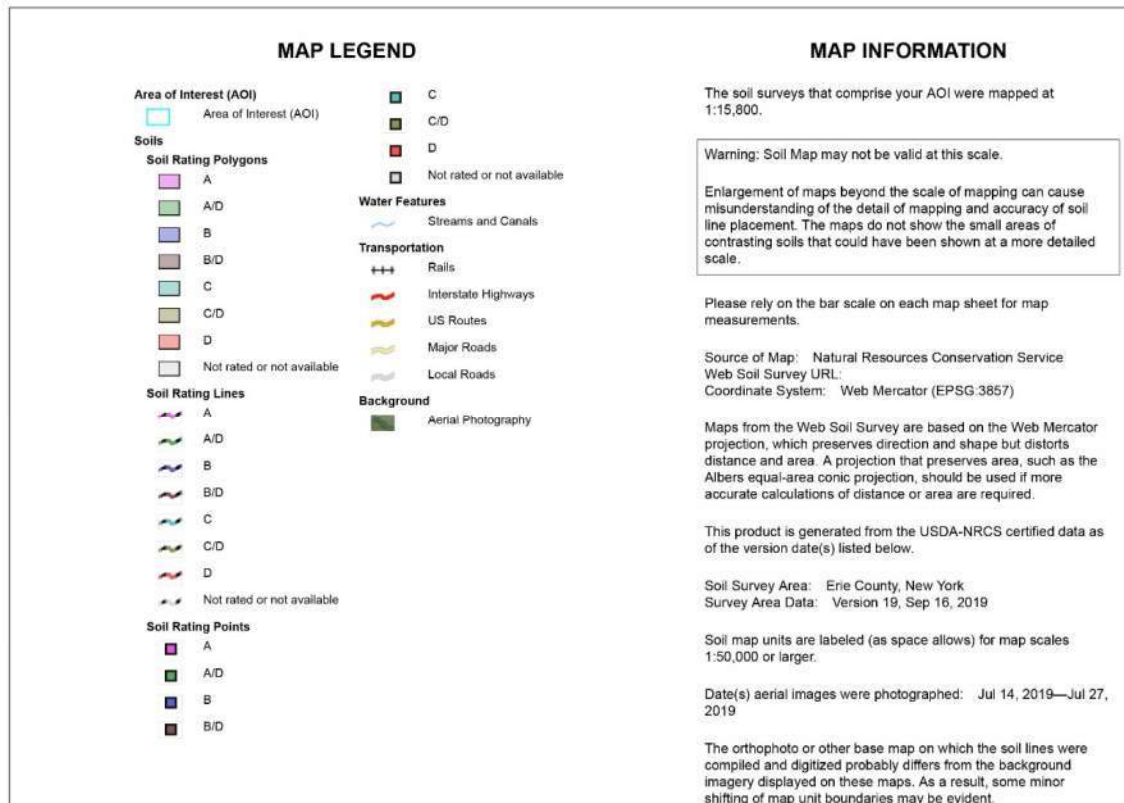 MAP LEGEND
Area of Interest (AOI)
Area of Interest (AOI)
Soils
Soil Rating Polygons
A
A/D
B
B/D
C
C/D
D
Not rated or not available
Soil Rating Lines
A
A/D
B
B/D
C
C/D
D
Not rated or not available
Soil Rating Points
A
A/D
B
B/D
C
C/D
D
Not rated or not available
Water Features
Streams and Canals
Transportation
Rails
Interstate Highways
US Routes
Major Roads
Local Roads
Background
Aerial Photography
MAP INFORMATION
The soil surveys that comprise your AOI were mapped at
1:15,800.
Warning: Soil Map may not be valid at this scale.
Enlargement of maps beyond the scale of mapping can cause
misunderstanding of the detail of mapping and accuracy of soil
line placement. The maps do not show the small areas of
contrasting soils that could have been shown at a more detailed
scale.
Please rely on the bar scale on each map sheet for map
measurements.
Source of Map: Natural Resources Conservation Service
Web Soil Survey URL:
Coordinate System: Web Mercator (EPSG:3857)
Maps from the Web Soil Survey are based on the Web Mercator
projection, which preserves direction and shape but distorts
distance and area. A projection that preserves area, such as the
Albers equal-area conic projection, should be used if more
accurate calculations of distance or area are required.
This product is generated from the USDA-NRCS certified data as
of the version date(s) listed below.
Soil Survey Area: Erie County, New York
Survey Area Data: Version 19, Sep 16, 2019
Soil map units are labeled (as space allows) for map scales
1:50,000 or larger.
Date(s) aerial images were photographed: Jul 14, 2019—Jul 27,
2019
The orthophoto or other base map on which the soil lines were
compiled and digitized probably differs from the background
imagery displayed on these maps. As a result, some minor
shifting of map unit boundaries may be evident.